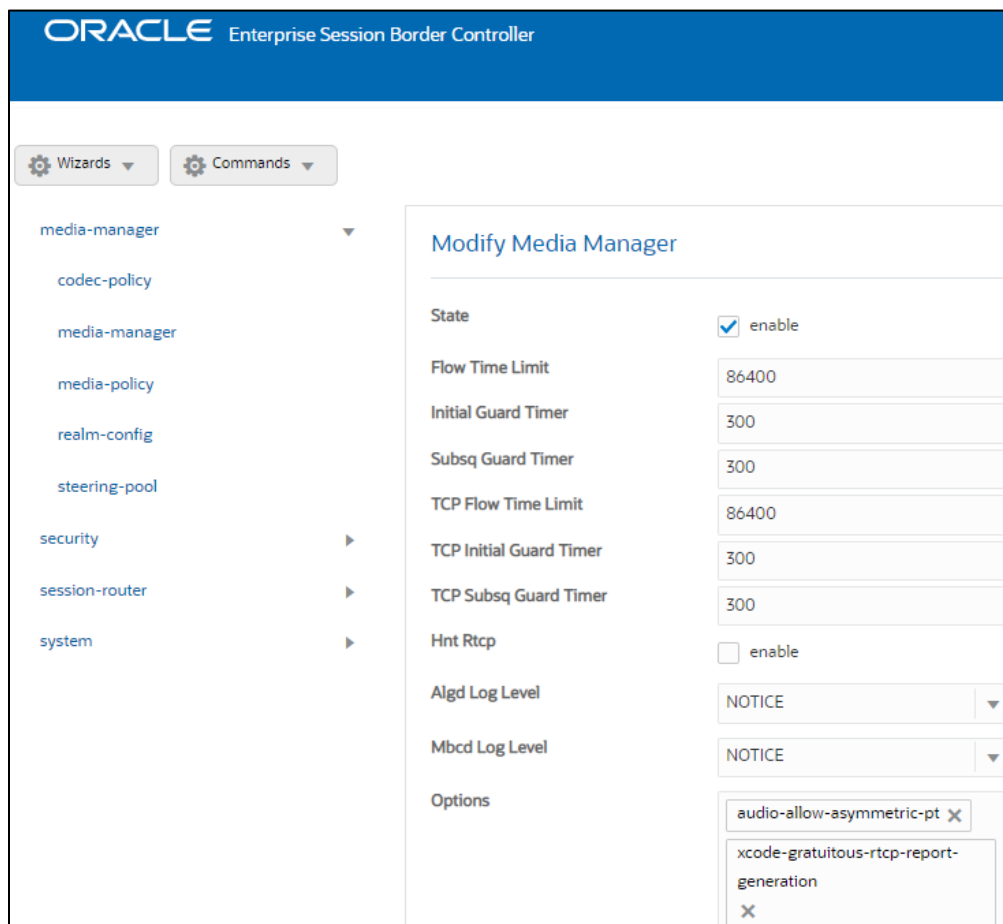 ORACLE Enterprise Session Border Controller
Wizards
Commands
media-manager
codec-policy
media-manager
media-policy
realm-config
steering-pool
security
session-router
system
Modify Media Manager
State
enable
Flow Time Limit
86400
Initial Guard Timer
300
Subsq Guard Timer
300
TCP Flow Time Limit
86400
TCP Initial Guard Timer
300
TCP Subsq Guard Timer
300
Hnt Rtcp
enable
Algd Log Level
NOTICE
Mbcd Log Level
NOTICE
Options
audio-allow-asymmetric-pt
xcode-gratuitous-rtcp-report-
generation